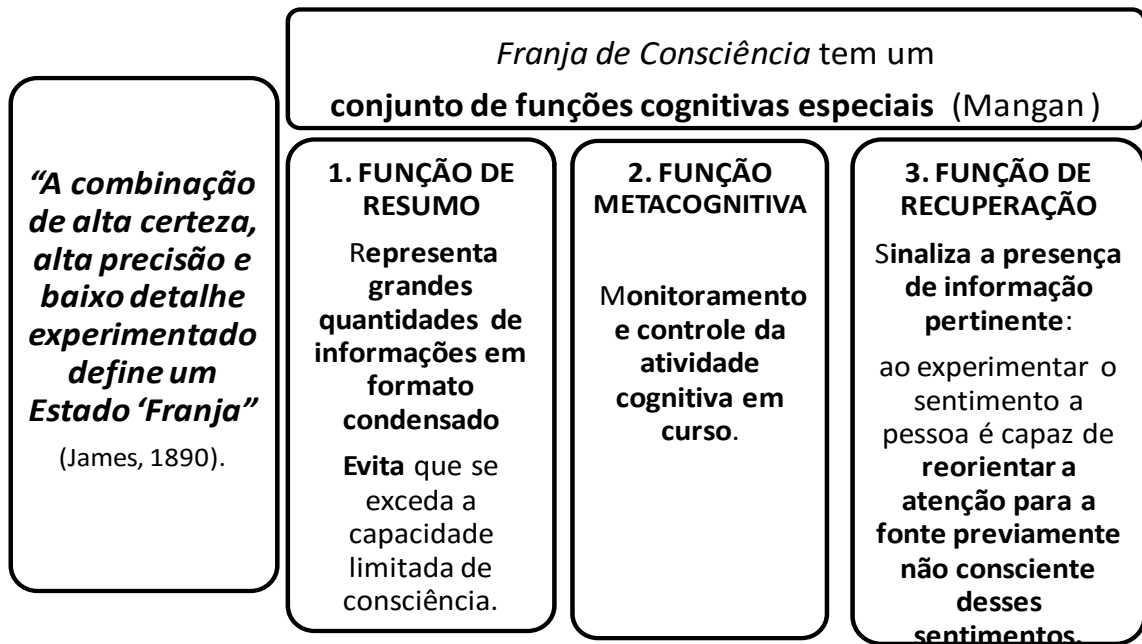 Franja de Consciência tem um
conjunto de funções cognitivas especiais (Mangan )
“A combinação
de alta certeza,
alta precisão e
baixo detalhe
experimentado
define um
Estado ‘Franja”
(James, 1890).
1. FUNÇÃO DE
RESUMO
Representa
grandes
quantidades de
informações em
formato
condensado
Evita que se
exceda a
capacidade
limitada de
consciência.
2. FUNÇÃO
METACOGNITIVA
Monitoramento
e controle da
atividade
cognitiva em
curso.
3. FUNÇÃO DE
RECUPERAÇÃO
Sinaliza a presença
de informação
pertinente:
ao experimentar o
sentimento a
pessoa é capaz de
reorientar a
atenção para a
fonte previamente
não consciente
desses
sentimentos.